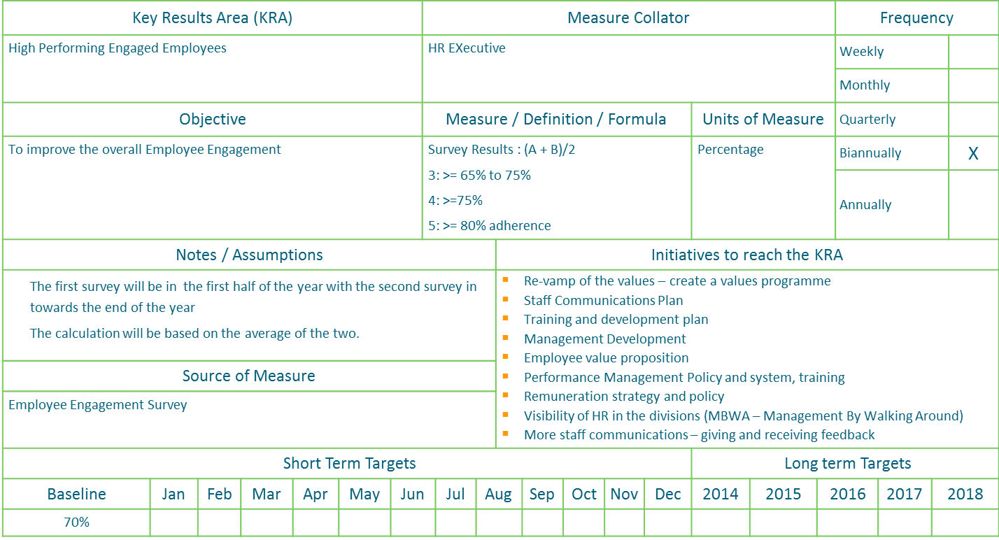 Key Results Area (KRA)
Measure Collator
Frequency
High Performing Engaged Employees
HR EXecutive
Weekly
Monthly
Objective
Measure / Definition / Formula
Units of Measure
Quarterly
To improve the overall Employee Engagement
Survey Results : (A + B)/2
3: >= 65% to 75%
4: >=75%
5: >= 80% adherence
Percentage
Biannually
X
Annually
Notes / Assumptions
The first survey will be in the first half of the year with the second survey in
towards the end of the year
The calculation will be based on the average of the two.
Source of Measure
Employee Engagement Survey
Initiatives to reach the KRA
Re-vamp of the values – create a values programme
Staff Communications Plan
Training and development plan
Management Development
Employee value proposition
Performance Management Policy and system, training
Remuneration strategy and policy
Visibility of HR in the divisions (MBWA – Management By Walking Around)
More staff communications – giving and receiving feedback
Short Term Targets
Long term Targets
Baseline Jan Feb Mar Apr May Jun Jul Aug Sep Oct Nov Dec 2014 2015 2016 2017 2018
70%